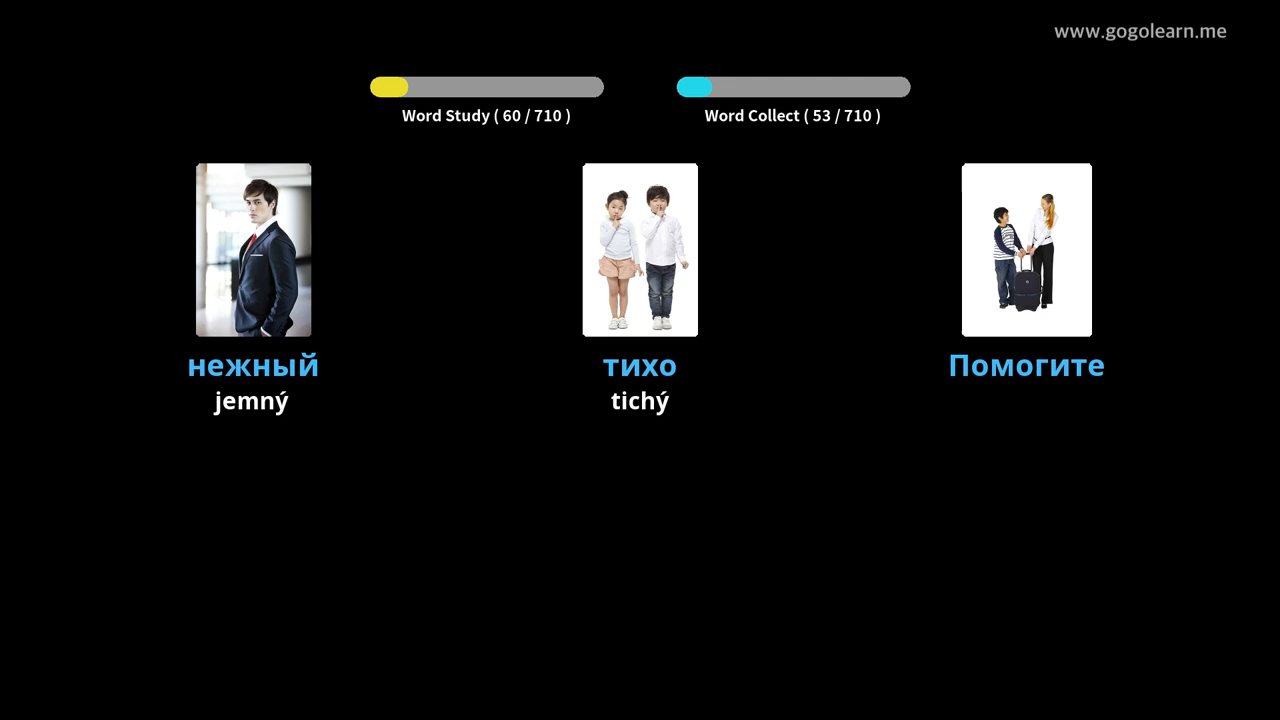 www.gogolearn.me
Word Study ( 60 / 710 )
Word Collect ( 53 / 710 )
нежный
тихо
Помогите
jemný
tichý